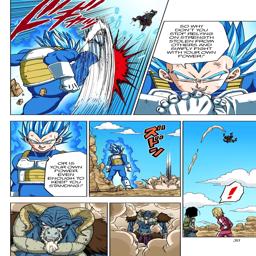 SO WHY
DON'T YOU
STOP RELYING
ON STRENGTH
STOLEN FROM
OTHERS AND
SIMPLY FIGHT
WITH YOUR OWN
POWER?
OR IS
YOUR OWN
POWER
EVEN
ENOUGH TO
KEEP YOU
STANDING?
!